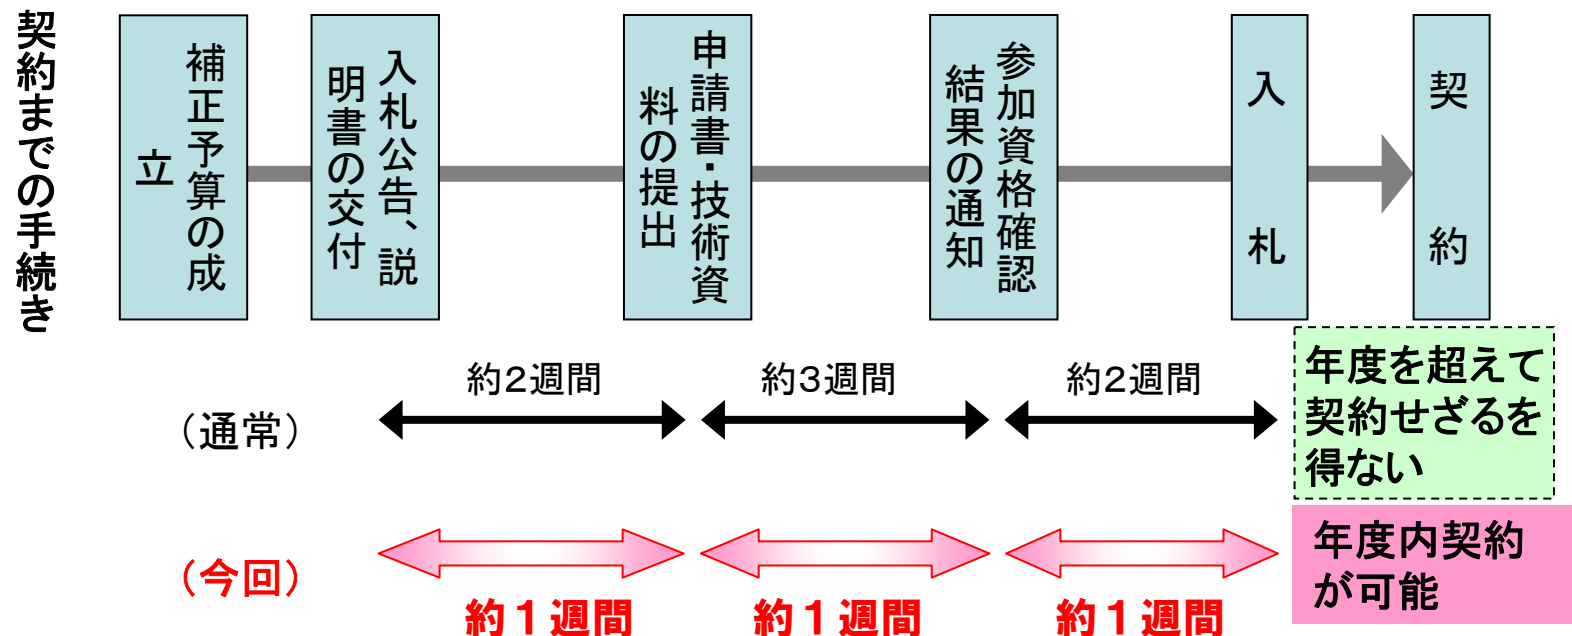 契約までの手続き
補正予算の成
立
入札公告、説
明書の交付
申請書・技術資
料の提出
参加資格確認
結果の通知
入札
契約
約2週間
約3週間
約2週間
（通常）
年度を超えて
契約せざるを
得ない
（今回）
約１週間
約１週間
約１週間
年度内契約
が可能